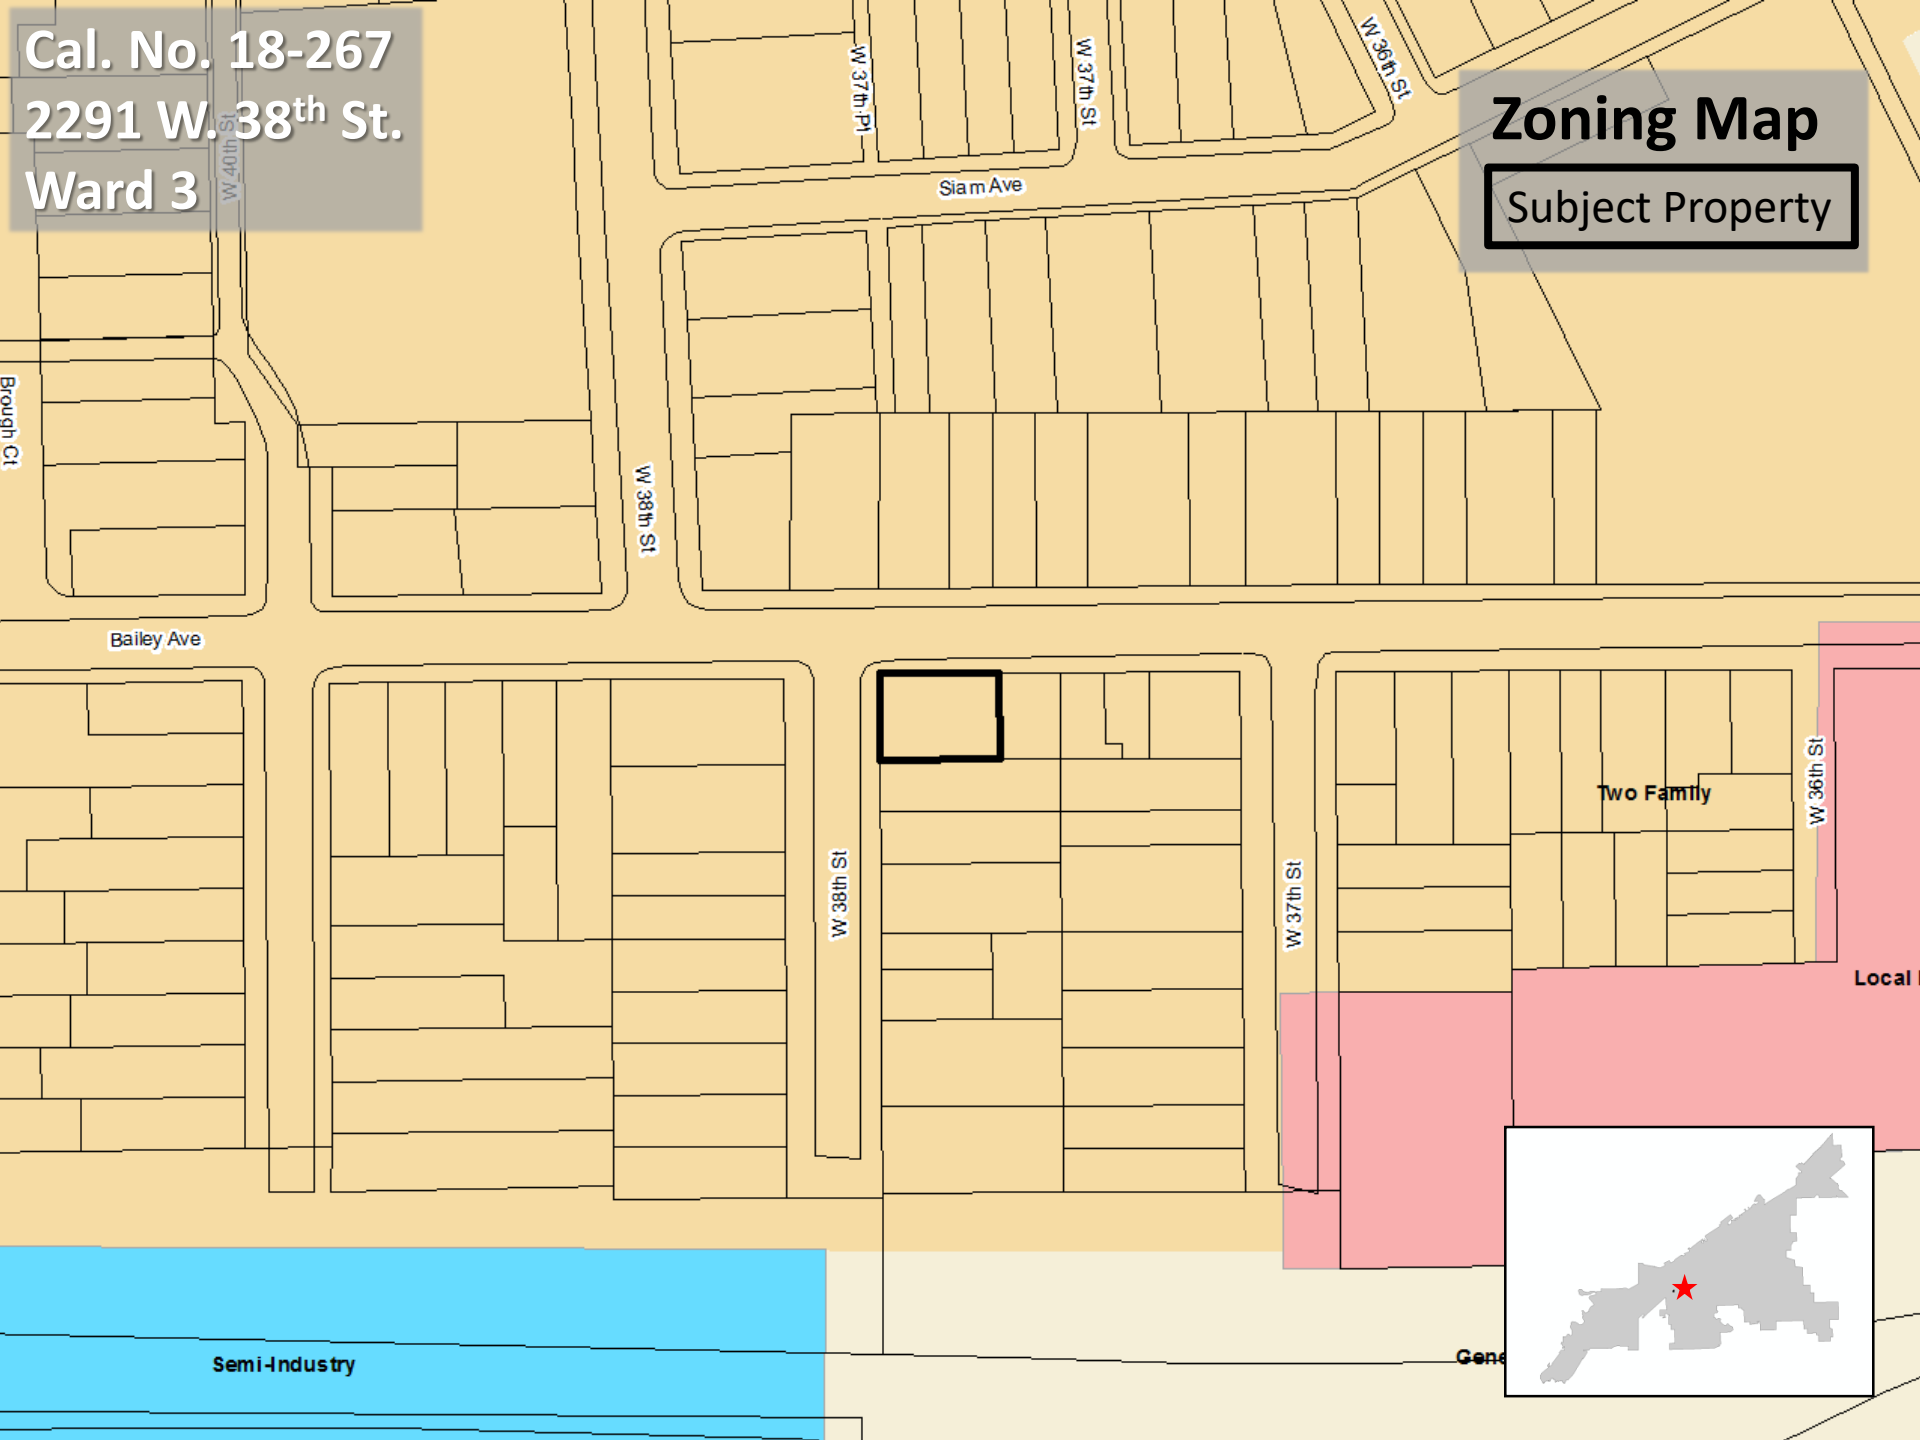 Cal. No. 18-267
2291 W. 38th St.
Ward 3
W 40th St
W 37th Pl
W 37th St
W 36th St
Zoning Map
Subject Property
Siam Ave
Brough Ct
W 38th St
Bailey Ave
W 38th St
W 37th St
Two Family
W 36th St
Local
Semi-Industry
Gene